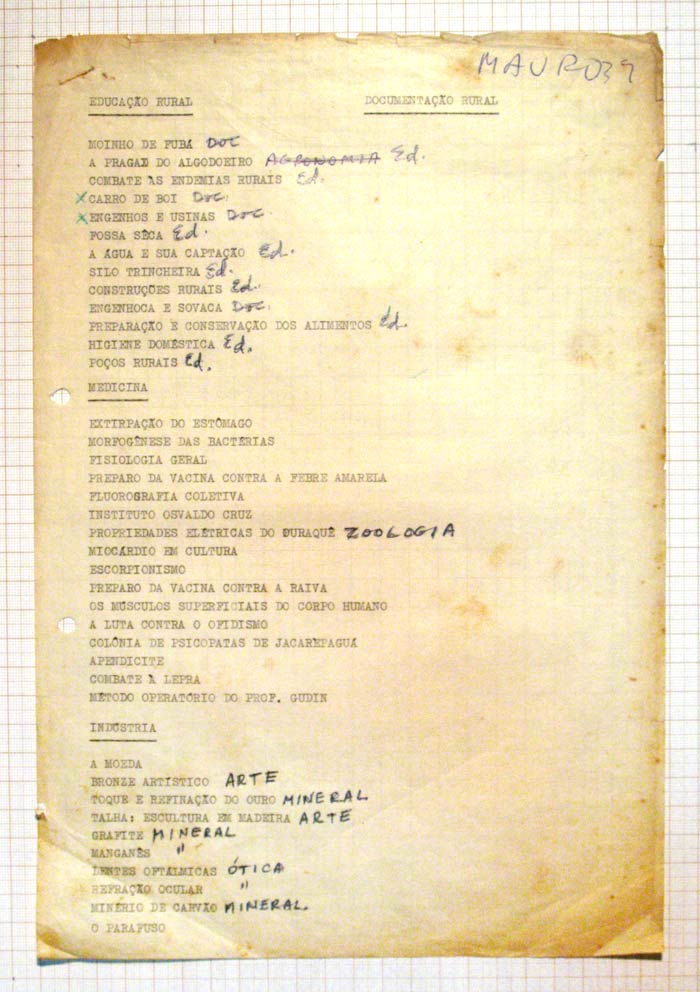 MAURO39
EDUCAÇÃO RURAL DOCUMENTAÇÃO RURAL
MOINHO DE FUBÁ DOC
A PRAGA DO ALGODOEIRO AGRONOMIA Ed.
COMBATE ÀS ENDEMIAS RURAIS Ed.
X CARRO DE BOI DOC.
X ENGENHOS E USINAS DOC.
FOSSA SÊCA Ed.
A ÁGUA E SUA CAPTAÇÃO Ed.
SILO TRINCHEIRA Ed.
CONSTRUÇÕES RURAIS Ed.
ENGENHOCA E SOVACA DOC.
PREPARAÇÃO E CONSERVAÇÃO DOS ALIMENTOS Ed.
HIGIENE DOMÉSTICA Ed.
POÇOS RURAIS Ed.
MEDICINA
EXTIRPAÇÃO DO ESTÔMAGO
MORFOGÊNESE DAS BACTÉRIAS
FISIOLOGIA GERAL
PREPARO DA VACINA CONTRA A FEBRE AMARELA
FLUOROGRAFIA COLETIVA
INSTITUTO OSVALDO CRUZ
PROPRIEDADES ELÉTRICAS DO PURAQUÊ ZOOLOGIA
MIOCÁRDIO EM CULTURA
ESCORPIONISMO
PREPARO DA VACINA CONTRA A RAIVA
OS MÚSCULOS SUPERFICIAIS DO CORPO HUMANO
A LUTA CONTRA O OFIDISMO
COLÔNIA DE PSICOPATAS DE JACAREPAGUÁ
APENDICITE
COMBATE À LEPRA
MÉTODO OPERATÓRIO DO PROF. GUDIN
INDÚSTRIA
A MOEDA
BRONZE ARTÍSTICO ARTE
TOQUE E REFINAÇÃO DO OURO MINERAL
TALHA: ESCULTURA EM MADEIRA ARTE
GRAFITE MINERAL
MANGANÊS "
LENTES OFTÁLMICAS ÓTICA
REFRAÇÃO OCULAR "
MINÉRIO DE CARVÃO MINERAL
O PARAFUSO